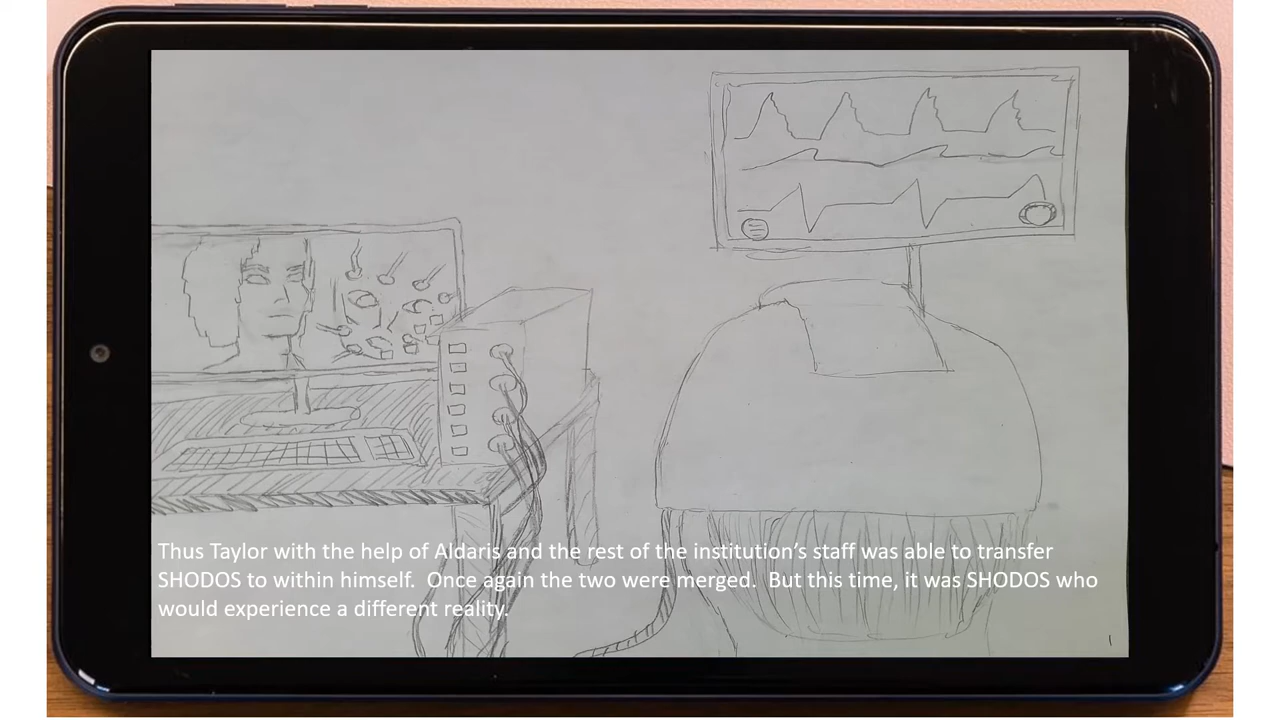 Thus Taylor with the help of Aldaris and the rest of the institution's staff was able to transfer
SHODOS to within himself.  Once again the two were merged.  But this time, it was SHODOS who
would experience a different reality.
1